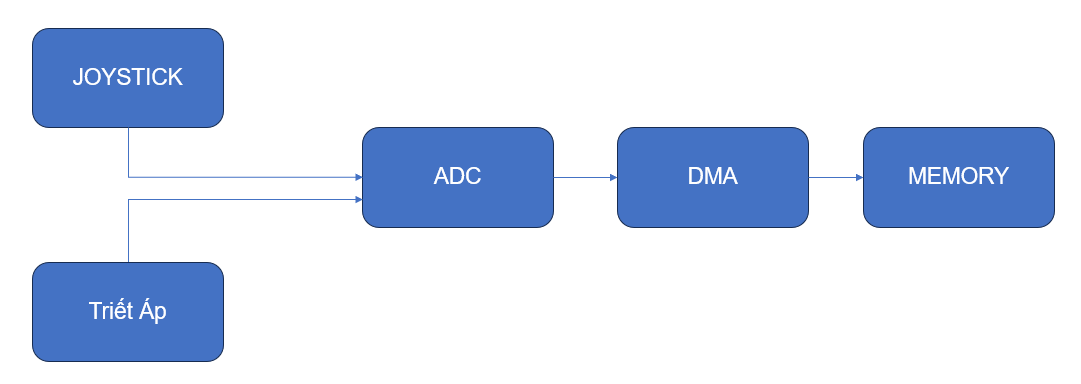 JOYSTICK
ADC
DMA
MEMORY
Triết Áp